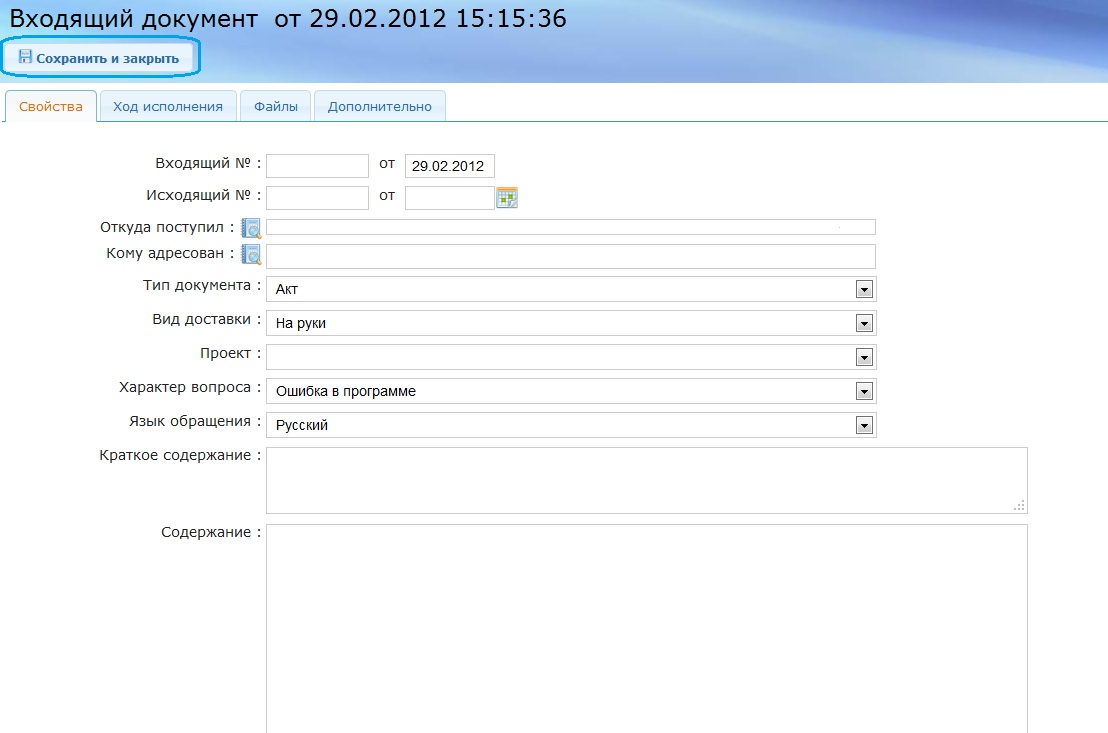 Входящий документ от 29.02.2012 15:15:36
Сохранить и закрыть
Свойства Ход исполнения Файлы Дополнительно
Входящий № : от 29.02.2012
Исходящий № : от
Откуда поступил :
Кому адресован :
Тип документа : Акт
Вид доставки : На руки
Проект :
Характер вопроса : Ошибка в программе
Язык обращения : Русский
Краткое содержание :
Содержание :